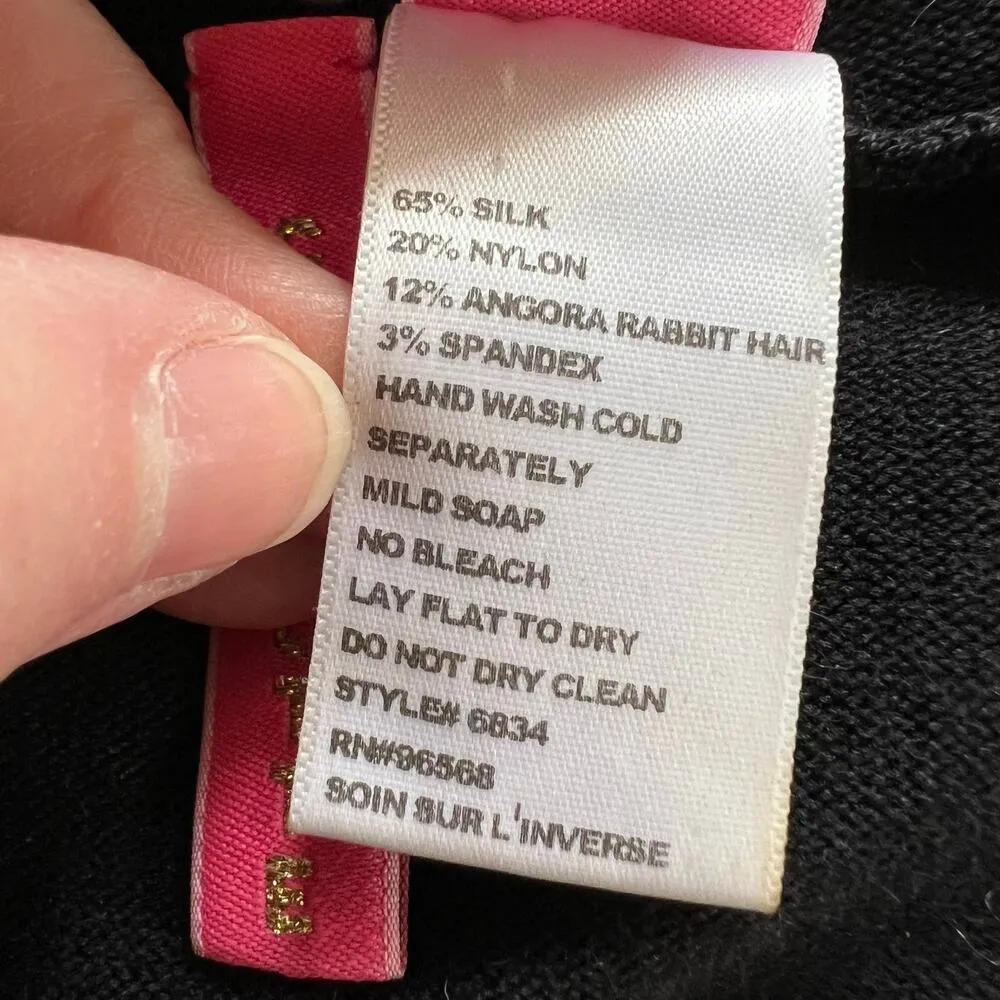 65% SILK
20% NYLON
12% ANGORA RABBIT HAIR
3% SPANDEX
HAND WASH COLD
SEPARATELY
MILD SOAP
NO BLEACH
LAY FLAT TO DRY
DO NOT DRY CLEAN
STYLE# 6834
RN#96568
SOIN SUR L'INVERSE